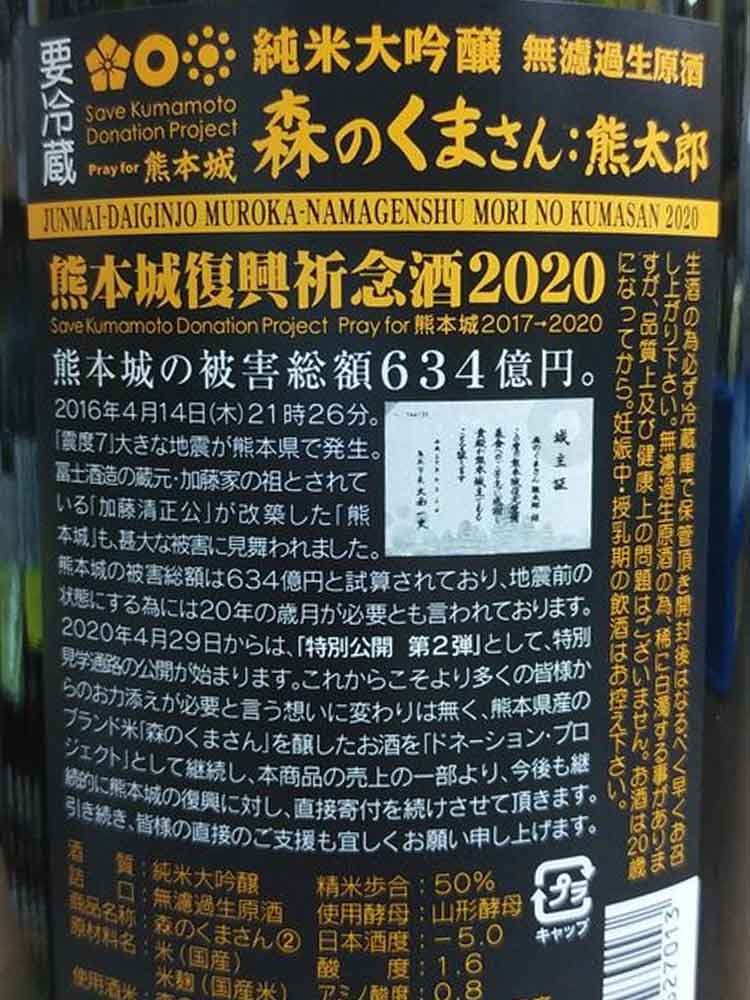 要冷蔵
純米大吟醸 無濾過生原酒
Save Kumamoto
Donation Project
Pray for 熊本城
森のくまさん:熊太郎
JUNMAI-DAIGINJO MUROKA-NAMAGENSHU MORI NO KUMASAN 2020
熊本城復興祈念酒2020
Save Kumamoto Donation Project Pray for 熊本城2017→2020
熊本城の被害総額634億円。
2016年4月14日(木)21時26分。
「震度7」大きな地震が熊本県で発生。
冨士酒造の蔵元・加藤家の祖とされて
いる「加藤清正公」が改築した「熊
本城」も、甚大な被害に見舞われました。
熊本城の被害総額は634億円と試算されており、地震前の
状態にする為には20年の歳月が必要とも言われております。
2020年4月29日からは、「特別公開 第2弾」として、特別
見学通路の公開が始まります。これからこそより多くの皆様か
らのお力添えが必要と言う想いに変わりは無く、熊本県産の
ブランド米「森のくまさん」を醸したお酒を「ドネーション・プロ
ジェクト」として継続し、本商品の売上の一部より、今後も継
続的に熊本城の復興に対し、直接寄付を続けさせて頂きます。
引き続き、皆様の直接のご支援も宜しくお願い申し上げます。
城主証
生酒の為必ず冷蔵庫で保管頂き開封後はなるべく早くお召
し上がり下さい。無濾過生原酒の為、稀に白濁する事がありま
すが、品質上及び健康上の問題はございません。お酒は20歳
になってから。妊娠中・授乳期の飲酒はお控え下さい。
酒質:純米大吟醸
詰口:無濾過生原酒
商品名称:森のくまさん②
原材料名:米(国産)
米麹(国産米)
使用酒米:
精米歩合:50%
使用酵母:山形酵母
日本酒度:−5.0
酸度:1.6
アミノ酸度:0.8
プラ
キャップ
27013